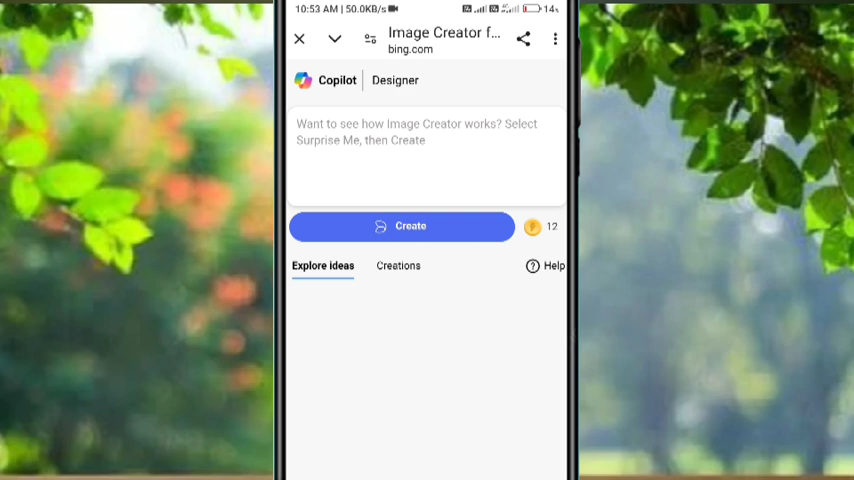 10:53 AM | 50.0KB/s
14%
Image Creator f...
bing.com
Copilot | Designer
Want to see how Image Creator works? Select
Surprise Me, then Create
Create
12
Explore ideas
Creations
Help